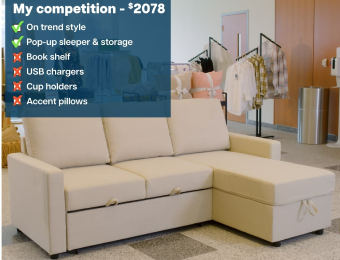 My competition - $2078
On trend style
Pop-up sleeper & storage
Book shelf
USB chargers
Cup holders
Accent pillows